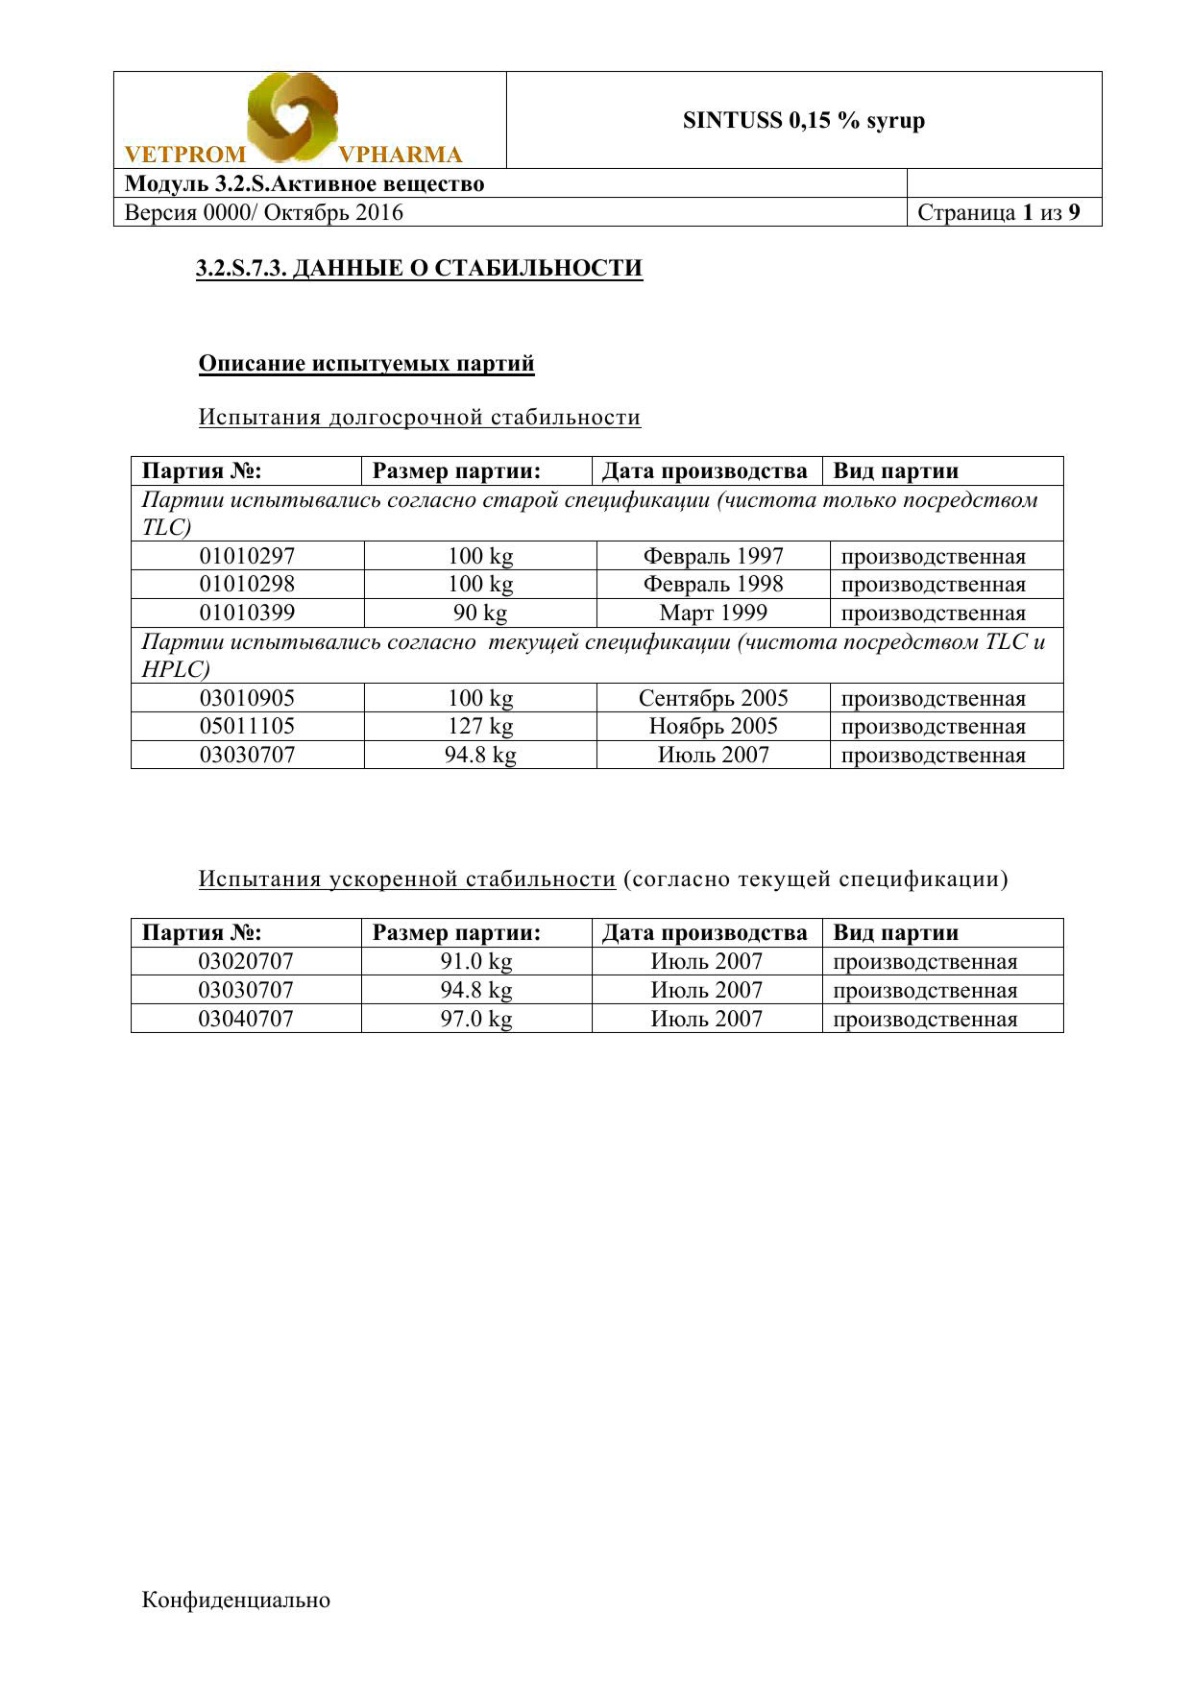 VETPROM VPHARMA
SINTUSS 0,15 % syrup
Модуль 3.2.S.Активное вещество
Версия 0000/ Октябрь 2016 Страница 1 из 9
3.2.S.7.3. ДАННЫЕ О СТАБИЛЬНОСТИ
Описание испытуемых партий
Испытания долгосрочной стабильности
Партия №: Размер партии: Дата производства Вид партии
Партии испытывались согласно старой спецификации (чистота только посредством
TLC)
01010297 100 kg Февраль 1997 производственная
01010298 100 kg Февраль 1998 производственная
01010399 90 kg Март 1999 производственная
Партии испытывались согласно текущей спецификации (чистота посредством TLC и
HPLC)
03010905 100 kg Сентябрь 2005 производственная
05011105 127 kg Ноябрь 2005 производственная
03030707 94.8 kg Июль 2007 производственная
Испытания ускоренной стабильности (согласно текущей спецификации)
Партия №: Размер партии: Дата производства Вид партии
03020707 91.0 kg Июль 2007 производственная
03030707 94.8 kg Июль 2007 производственная
03040707 97.0 kg Июль 2007 производственная
Конфиденциально